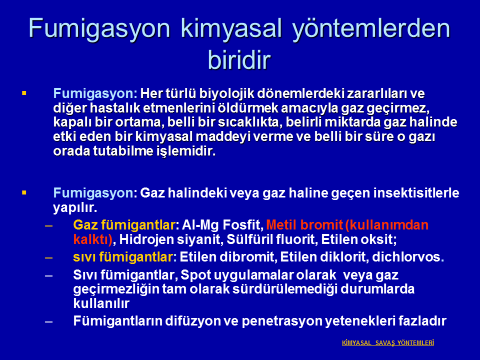 Fumigasyon kimyasal yöntemlerden
biridir
▪ Fumigasyon: Her türlü biyolojik dönemlerdeki zararlıları ve
diğer hastalık etmenlerini öldürmek amacıyla gaz geçirmez,
kapalı bir ortama, belli bir sıcaklıkta, belirli miktarda gaz halinde
etki eden bir kimyasal maddeyi verme ve belli bir süre o gazı
orada tutabilme işlemidir.
▪ Fumigasyon: Gaz halindeki veya gaz haline geçen insektisitlerle
yapılır.
– Gaz fümigantlar: Al-Mg Fosfit, Metil bromit (kullanımdan
kalktı), Hidrojen siyanit, Sülfüril fluorit, Etilen oksit;
– sıvı fümigantlar: Etilen dibromit, Etilen diklorit, dichlorvos.
– Sıvı fümigantlar, Spot uygulamalar olarak veya gaz
geçirmezliğin tam olarak sürdürülemediği durumlarda
kullanılır
– Fümigantların difüzyon ve penetrasyon yetenekleri fazladır
KİMYASAL SAVAŞ YÖNTEMLERİ